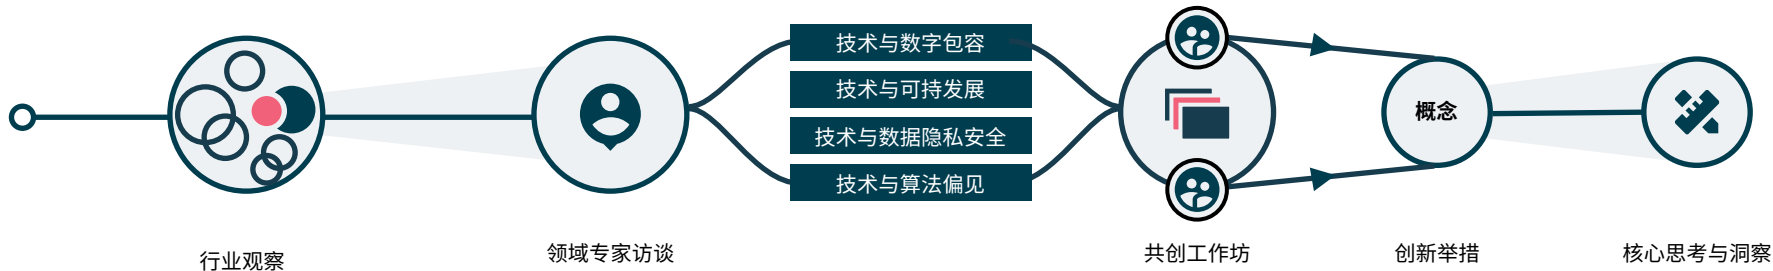 技术与数字包容
技术与可持发展
技术与数据隐私安全
技术与算法偏见
概念
行业观察
领域专家访谈
共创工作坊
创新举措
核心思考与洞察